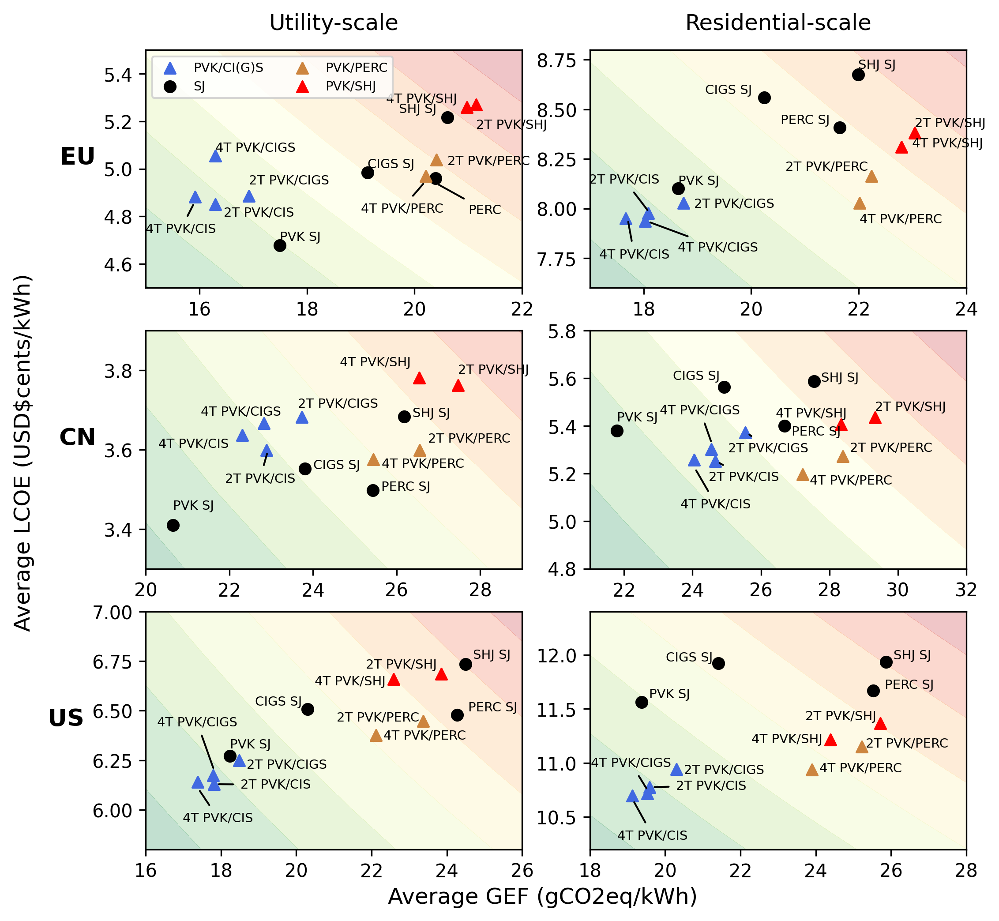 Utility-scale
Residential-scale
Average LCOE (USD$cents/kWh)
EU
5.4
5.2
5.0
4.8
4.6
PVK/CI(G)S
PVK/PERC
SJ
PVK/SHJ
4T PVK/SHJ
SHJ SJ
2T PVK/SHJ
4T PVK/CIGS
CIGS SJ
2T PVK/PERC
2T PVK/CIGS
4T PVK/PERC
PERC
2T PVK/CIS
4T PVK/CIS
PVK SJ
16
18
20
22
8.75
8.50
8.25
8.00
7.75
SHJ SJ
CIGS SJ
PERC SJ
2T PVK/SHJ
4T PVK/SHJ
2T PVK/PERC
2T PVK/CIS
PVK SJ
2T PVK/CIGS
4T PVK/PERC
4T PVK/CIGS
4T PVK/CIS
18
20
22
24
CN
3.8
3.6
3.4
4T PVK/SHJ
2T PVK/SHJ
2T PVK/CIGS
4T PVK/CIGS
SHJ SJ
4T PVK/CIS
2T PVK/PERC
4T PVK/PERC
CIGS SJ
2T PVK/CIS
PERC SJ
PVK SJ
20
22
24
26
28
5.8
5.6
5.4
5.2
5.0
4.8
CIGS SJ
SHJ SJ
PVK SJ
4T PVK/CIGS
4T PVK/SHJ
2T PVK/SHJ
PERC SJ
2T PVK/CIGS
2T PVK/PERC
2T PVK/CIS
4T PVK/PERC
4T PVK/CIS
22
24
26
28
30
32
US
7.00
6.75
6.50
6.25
6.00
SHJ SJ
2T PVK/SHJ
4T PVK/SHJ
CIGS SJ
PERC SJ
2T PVK/PERC
4T PVK/CIGS
4T PVK/PERC
PVK SJ
2T PVK/CIGS
2T PVK/CIS
4T PVK/CIS
16
18
20
22
24
26
12.0
11.5
11.0
10.5
CIGS SJ
SHJ SJ
PVK SJ
PERC SJ
2T PVK/SHJ
4T PVK/SHJ
2T PVK/PERC
4T PVK/CIGS
2T PVK/CIGS
4T PVK/PERC
2T PVK/CIS
4T PVK/CIS
18
20
22
24
26
28
Average GEF (gCO2eq/kWh)